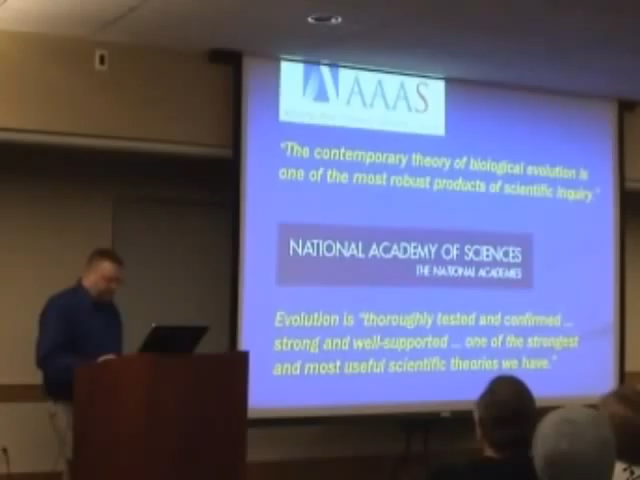 AAAS
"The contemporary theory of biological evolution is
one of the most robust products of scientific inquiry."
NATIONAL ACADEMY OF SCIENCES
THE NATIONAL ACADEMIES
Evolution is "thoroughly tested and confirmed ...
strong and well-supported ... one of the strongest
and most useful scientific theories we have."